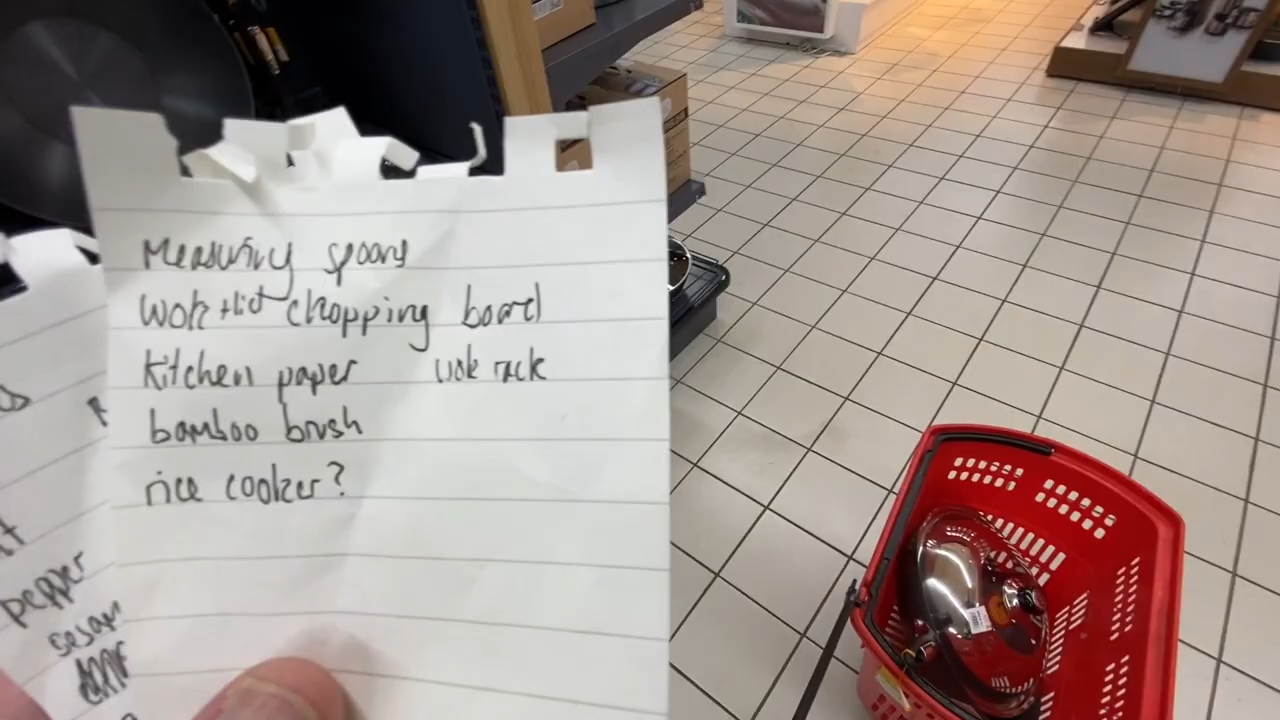 Measuring spoons
Wok + lid chopping board
Kitchen paper wok rack
bamboo brush
rice cooker?
pepper